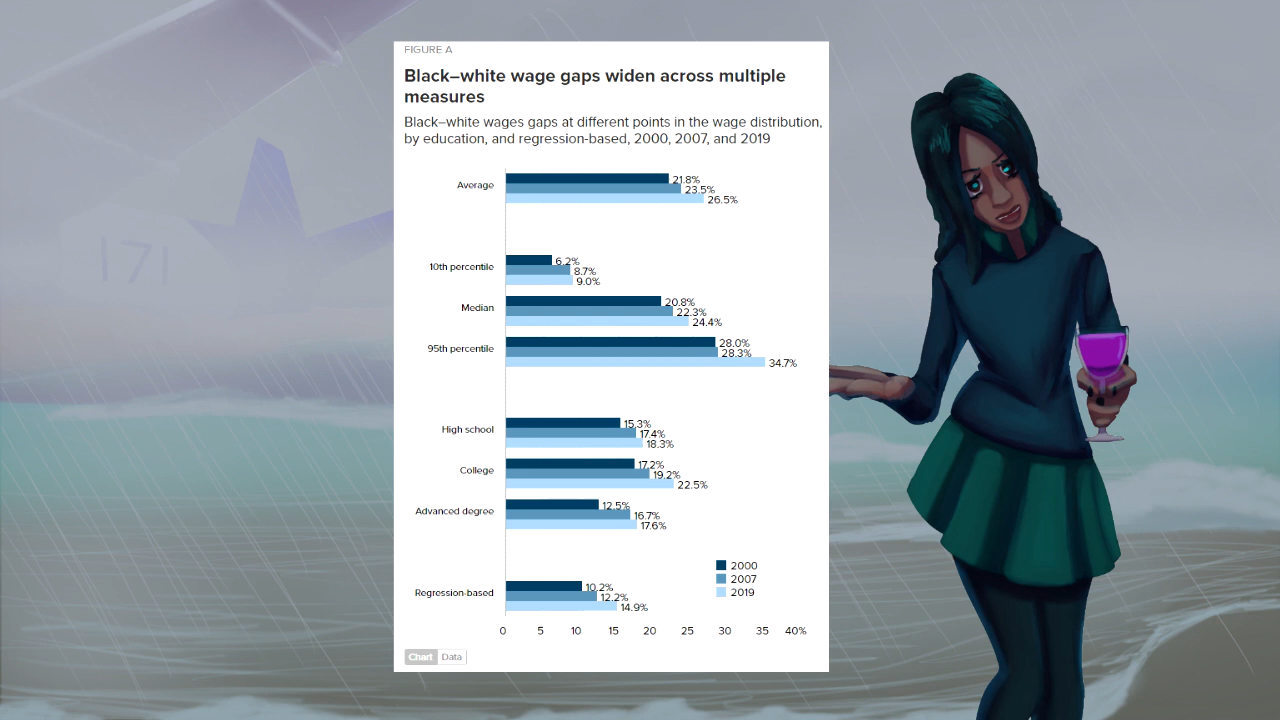 FIGURE A
Black–white wage gaps widen across multiple
measures
Black–white wages gaps at different points in the wage distribution,
by education, and regression-based, 2000, 2007, and 2019
Average
21.8%
23.5%
26.5%
10th percentile
6.2%
8.7%
9.0%
Median
20.8%
22.3%
24.4%
95th percentile
28.0%
28.3%
34.7%
High school
15.3%
17.4%
18.3%
College
17.2%
19.2%
22.5%
Advanced degree
12.5%
16.7%
17.6%
Regression-based
10.2%
12.2%
14.9%
2000
2007
2019
0 5 10 15 20 25 30 35 40%
Chart Data
171